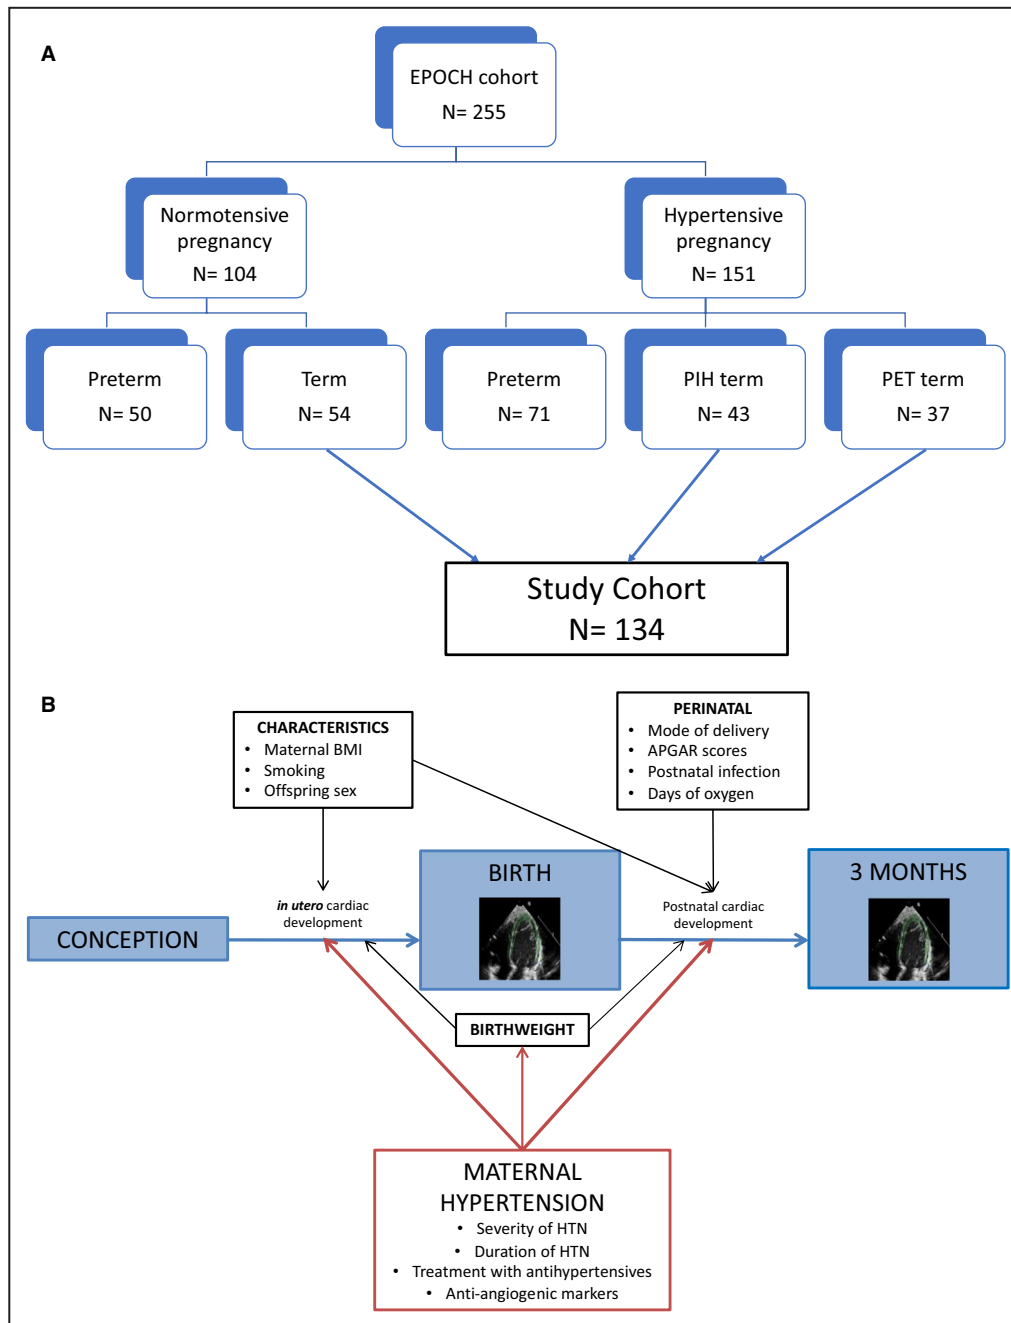 A
EPOCH cohort
N= 255
Normotensive
pregnancy
N= 104
Hypertensive
pregnancy
N= 151
Preterm
N= 50
Term
N= 54
Preterm
N= 71
PIH term
N= 43
PET term
N= 37
Study Cohort
N= 134
B
CHARACTERISTICS
• Maternal BMI
• Smoking
• Offspring sex
PERINATAL
• Mode of delivery
• APGAR scores
• Postnatal infection
• Days of oxygen
CONCEPTION
in utero cardiac
development
BIRTH
Postnatal cardiac
development
3 MONTHS
BIRTHWEIGHT
MATERNAL
HYPERTENSION
• Severity of HTN
• Duration of HTN
• Treatment with antihypertensives
• Anti-angiogenic markers